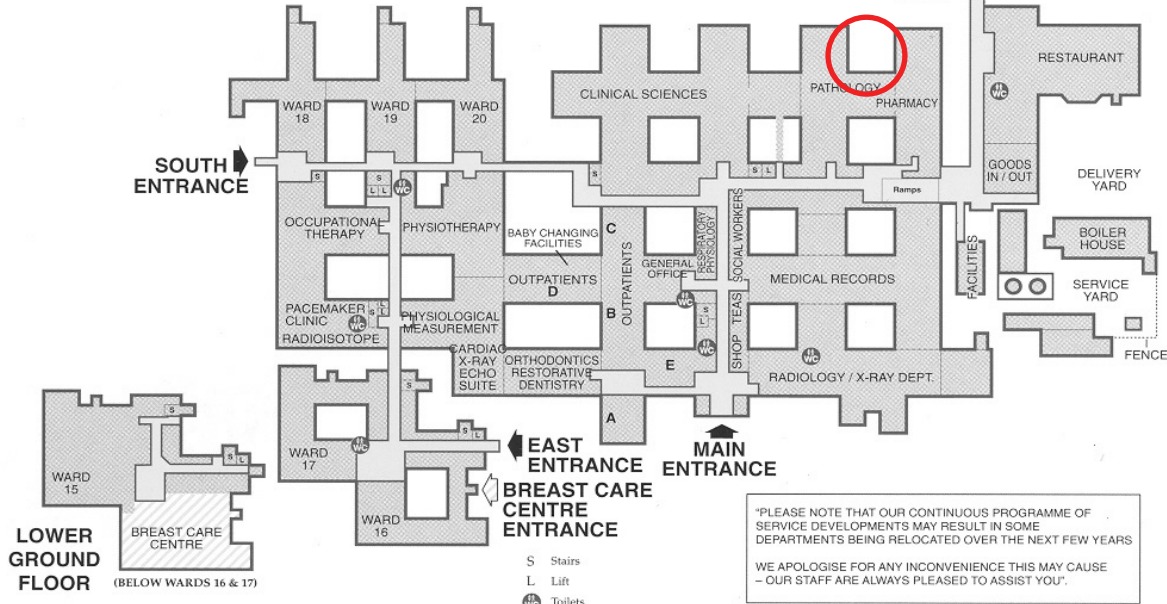 RESTAURANT
CLINICAL SCIENCES
PATHOLOGY
PHARMACY
WC
WARD
18
WARD
19
WARD
20
SOUTH
ENTRANCE
S
S
L L
WC
S
S L
Ramps
GOODS
IN / OUT
DELIVERY
YARD
OCCUPATIONAL
THERAPY
PHYSIOTHERAPY
BABY CHANGING
FACILITIES
C
OUTPATIENTS
RESPIRATORY
PHYSIOLOGY
SOCIAL WORKERS
GENERAL
OFFICE
MEDICAL RECORDS
FACILITIES
BOILER
HOUSE
SERVICE
YARD
FENCE
OUTPATIENTS
D
B
PACEMAKER
CLINIC
RADIOISOTOPE
WC
L
S L
PHYSIOLOGICAL
MEASUREMENT
WC
S
L
WC
TEAS
SHOP
WC
CARDIAC
X-RAY
ECHO
SUITE
ORTHODONTICS
RESTORATIVE
DENTISTRY
E
RADIOLOGY / X-RAY DEPT.
A
MAIN
ENTRANCE
S
S L
WC
WARD
17
EAST
ENTRANCE
BREAST CARE
CENTRE
ENTRANCE
WARD
16
S
S L
WARD
15
BREAST CARE
CENTRE
LOWER
GROUND
FLOOR
(BELOW WARDS 16 & 17)
S Stairs
L Lift
WC Toilets
"PLEASE NOTE THAT OUR CONTINUOUS PROGRAMME OF
SERVICE DEVELOPMENTS MAY RESULT IN SOME
DEPARTMENTS BEING RELOCATED OVER THE NEXT FEW YEARS
WE APOLOGISE FOR ANY INCONVENIENCE THIS MAY CAUSE
– OUR STAFF ARE ALWAYS PLEASED TO ASSIST YOU".